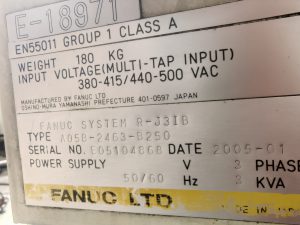 E-18971
EN55011 GROUP 1 CLASS A
WEIGHT 180 KG
INPUT VOLTAGE(MULTI-TAP INPUT)
380-415/440-500 VAC
MANUFACTURED BY FANUC LTD
OSHINO-MURA YAMANASHI PREFECTURE 401-0597 JAPAN
FANUC SYSTEM R-J3IB
TYPE A05B-2463-B250
SERIAL NO. E05104868 DATE 2005-01
POWER SUPPLY V 3 PHASE
50/60 Hz 3 KVA
FANUC LTD
MADE IN